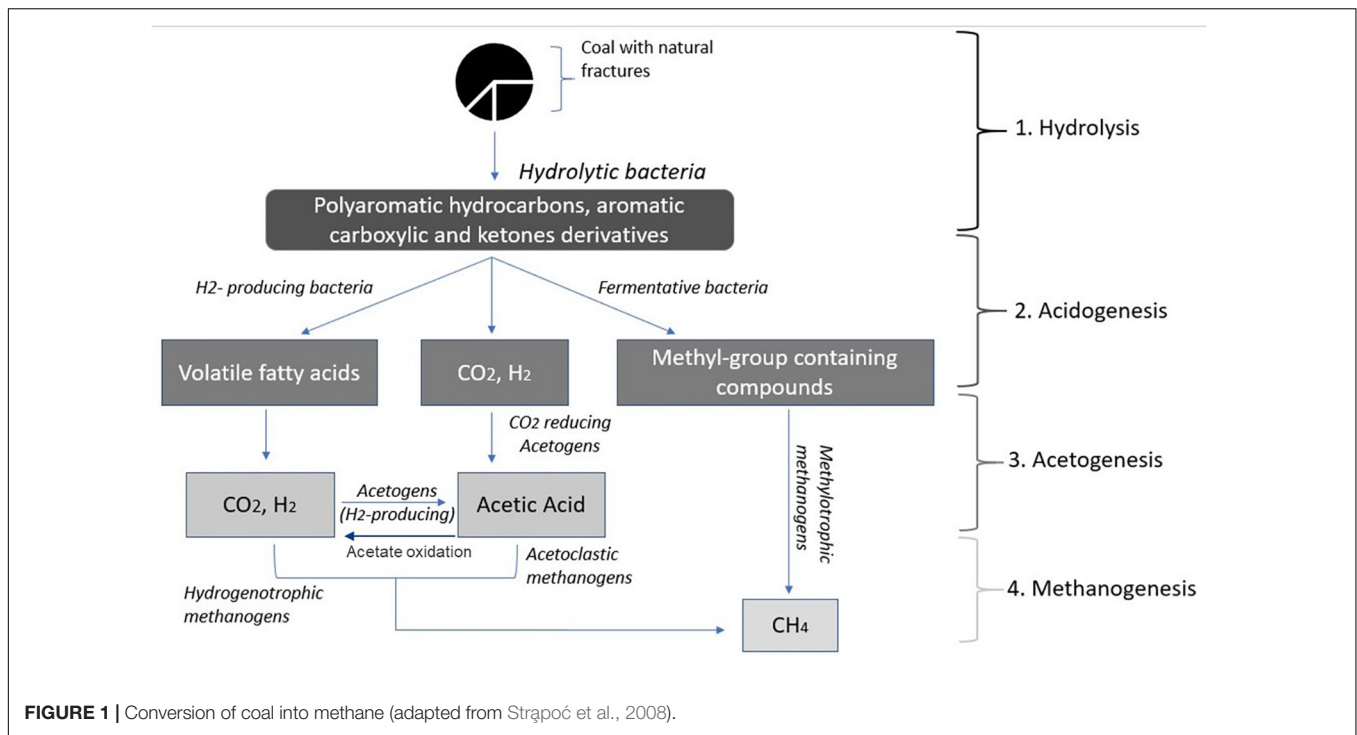 Coal with natural
fractures
1. Hydrolysis
Hydrolytic bacteria
Polyaromatic hydrocarbons, aromatic
carboxylic and ketones derivatives
H2- producing bacteria
Fermentative bacteria
2. Acidogenesis
Volatile fatty acids
CO2, H2
Methyl-group containing
compounds
CO2 reducing
Acetogens
Methylotrophic
methanogens
3. Acetogenesis
CO2, H2
Acetogens
(H2-producing)
Acetic Acid
Acetate oxidation
Hydrogenotrophic
methanogens
Acetoclastic
methanogens
4. Methanogenesis
CH4
FIGURE 1 | Conversion of coal into methane (adapted from Strąpoć et al., 2008).